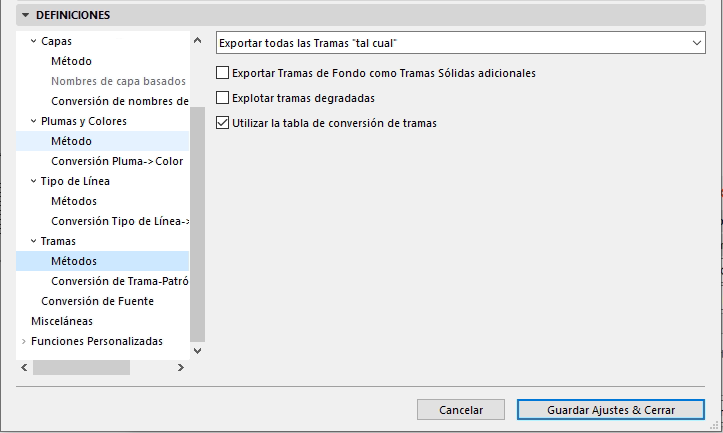 DEFINICIONES
Capas
Método
Nombres de capa basados
Conversión de nombres de
Plumas y Colores
Método
Conversión Pluma->Color
Tipo de Línea
Métodos
Conversión Tipo de Línea->
Tramas
Métodos
Conversión de Trama-Patró
Conversión de Fuente
Misceláneas
Funciones Personalizadas
Exportar todas las Tramas "tal cual"
Exportar Tramas de Fondo como Tramas Sólidas adicionales
Explotar tramas degradadas
Utilizar la tabla de conversión de tramas
Cancelar
Guardar Ajustes & Cerrar